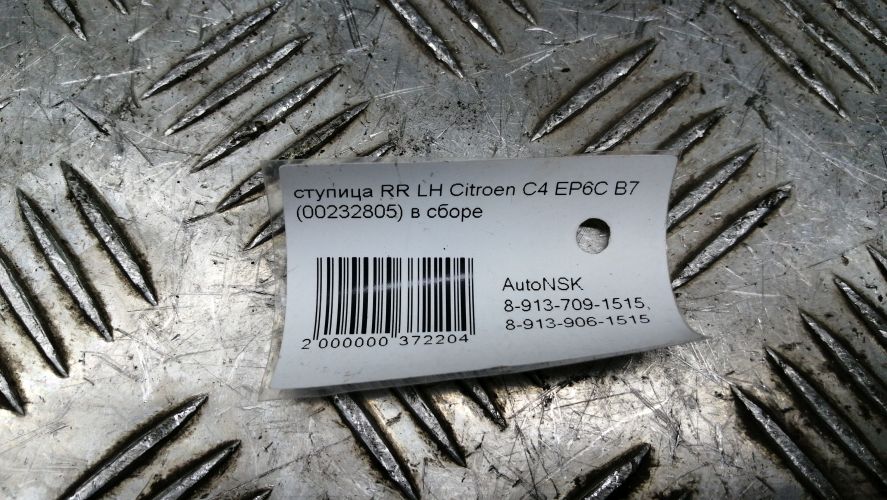 ступица RR LH Citroen C4 EP6C B7
(00232805) в сборе
AutoNSK
8-913-709-1515,
8-913-906-1515
2 000000 372204